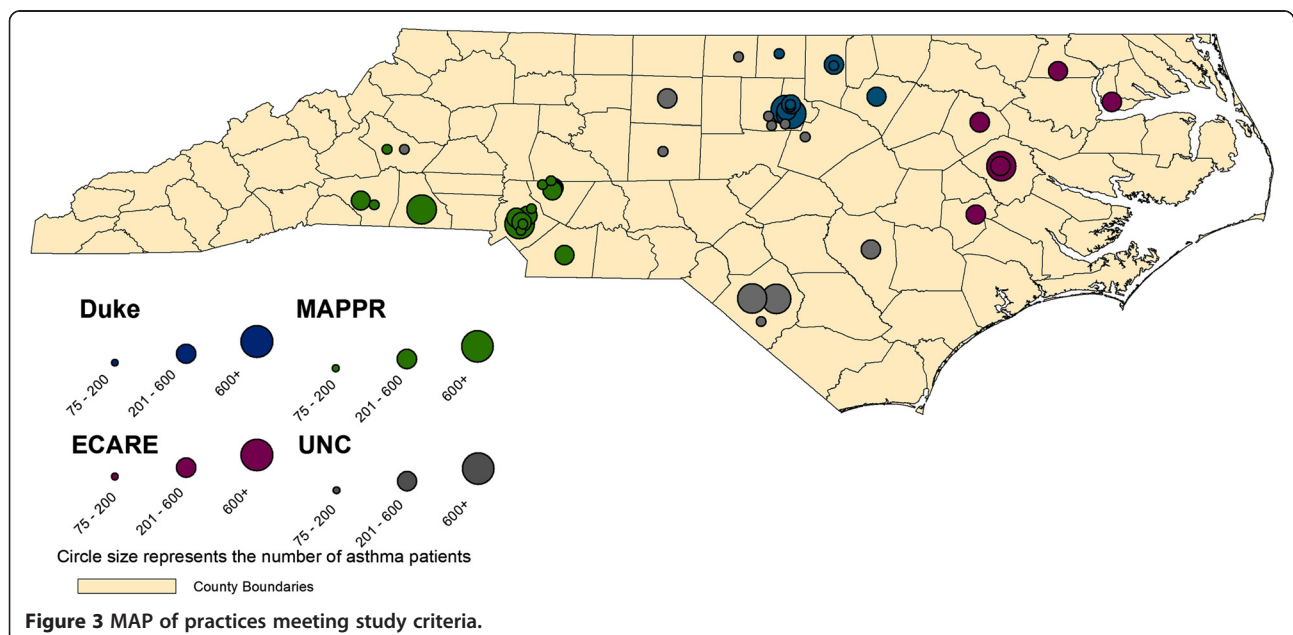 Duke
75 - 200
201 - 600
600+
MAPPR
75 - 200
201 - 600
600+
ECARE
75 - 200
201 - 600
600+
UNC
75 - 200
201 - 600
600+
Circle size represents the number of asthma patients
County Boundaries
Figure 3 MAP of practices meeting study criteria.